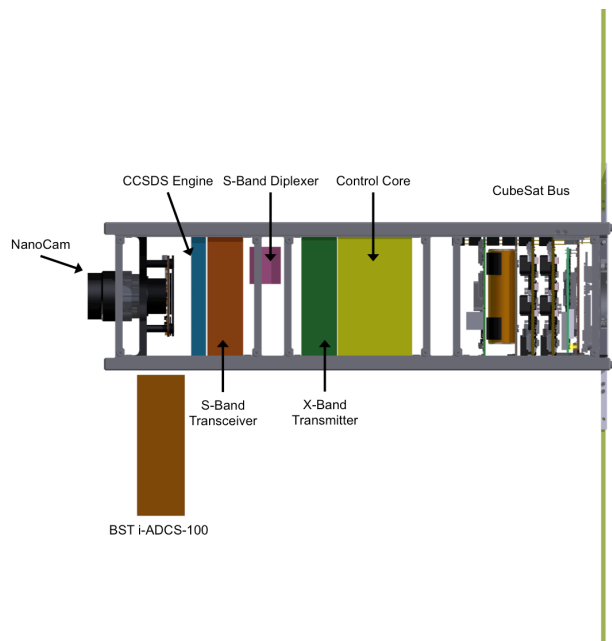 CCSDS Engine
S-Band Diplexer
Control Core
CubeSat Bus
NanoCam
S-Band
Transceiver
X-Band
Transmitter
BST i-ADCS-100